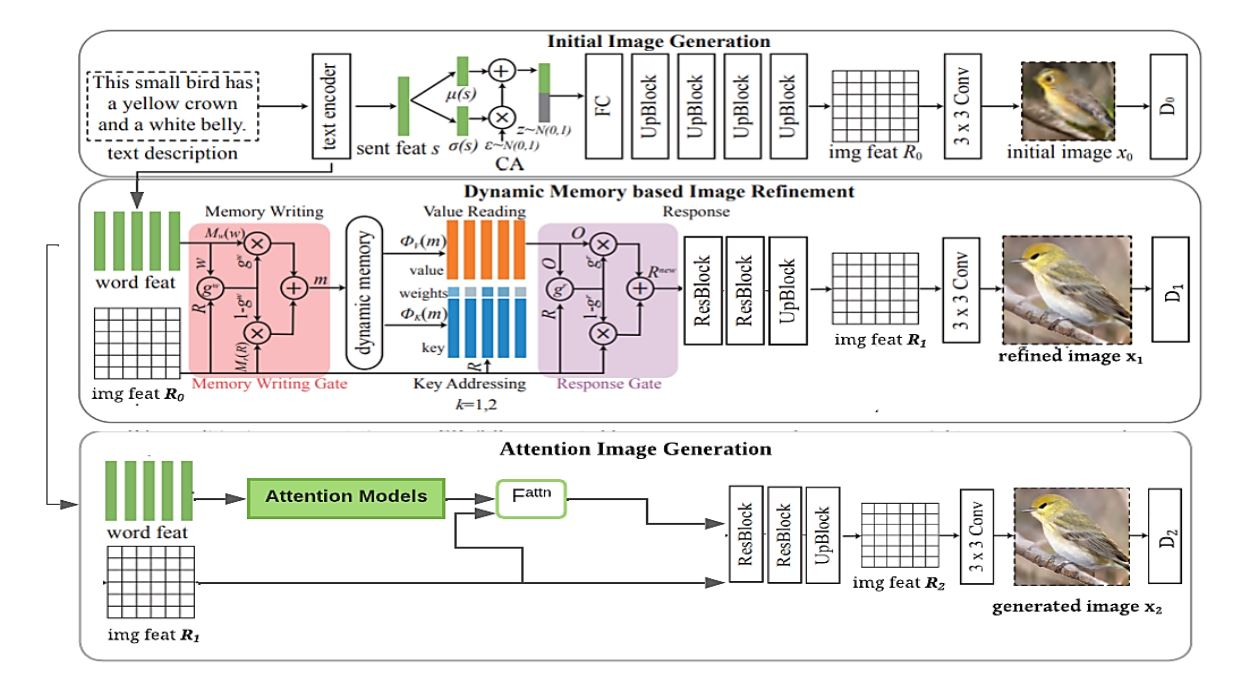 Initial Image Generation
This small bird has
a yellow crown
and a white belly.
text description
text encoder
sent feat s
μ(s)
σ(s)
ε~N(0,1)
z~N(0,1)
CA
FC
UpBlock
UpBlock
UpBlock
UpBlock
img feat R₀
3 x 3 Conv
initial image x₀
D₀
Dynamic Memory based Image Refinement
word feat
img feat R₀
Memory Writing
Mw(w)
w
gʷ
gʷ
R
1-gʷ
Mr(R)
m
Memory Writing Gate
dynamic memory
Value Reading
Φv(m)
value
weights
ΦK(m)
key
R
Key Addressing
k=1,2
Response
O
O
gʳ
gʳ
R
1-gʳ
Rⁿᵉʷ
Response Gate
ResBlock
ResBlock
UpBlock
img feat R₁
3 x 3 Conv
refined image x₁
D₁
Attention Image Generation
word feat
img feat R₁
Attention Models
Fᵃᵗᵗⁿ
ResBlock
ResBlock
UpBlock
img feat R₂
3 x 3 Conv
generated image x₂
D₂